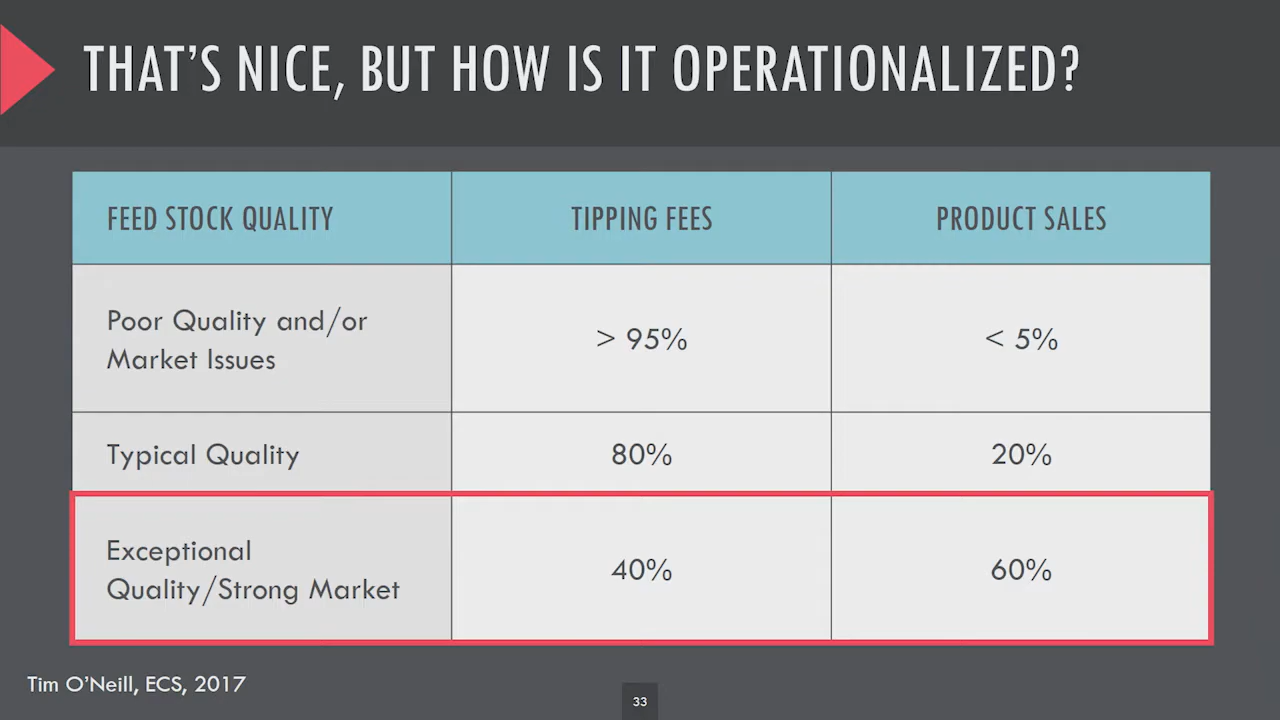 THAT'S NICE, BUT HOW IS IT OPERATIONALIZED?
FEED STOCK QUALITY
TIPPING FEES
PRODUCT SALES
Poor Quality and/or
Market Issues
> 95%
< 5%
Typical Quality
80%
20%
Exceptional
Quality/Strong Market
40%
60%
Tim O'Neill, ECS, 2017
33